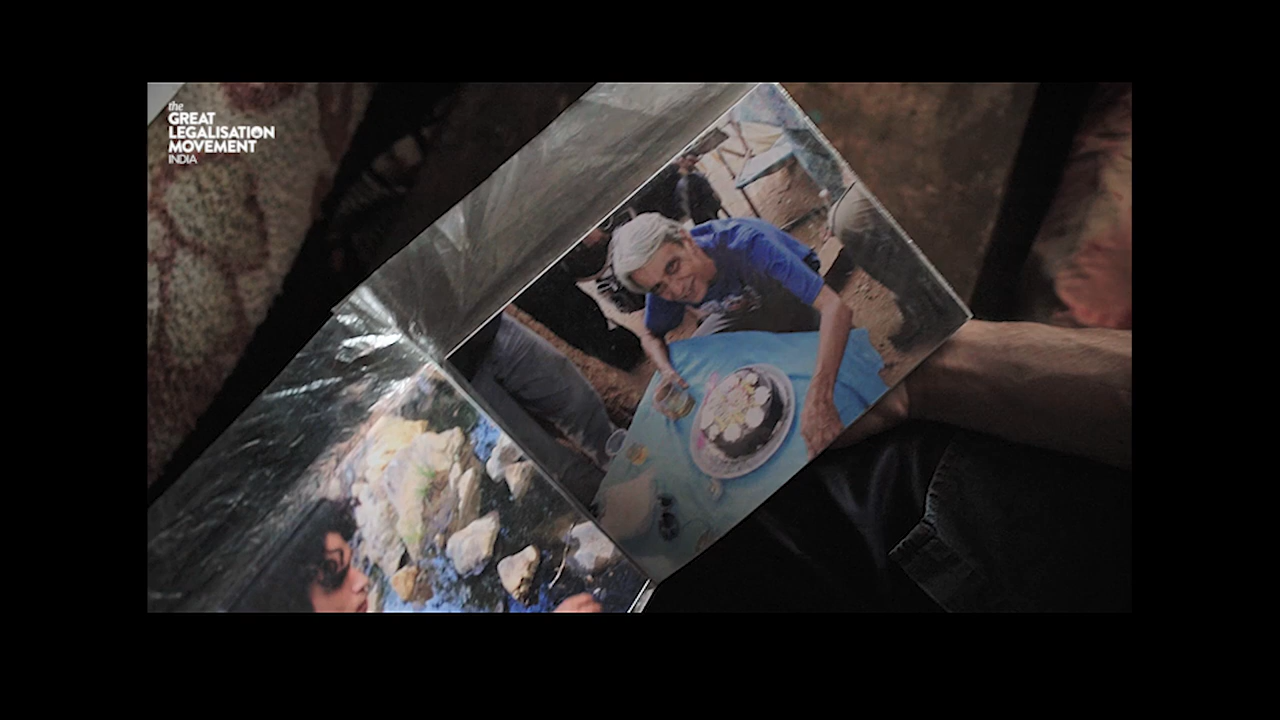 the
GREAT
LEGALISATION
MOVEMENT
INDIA